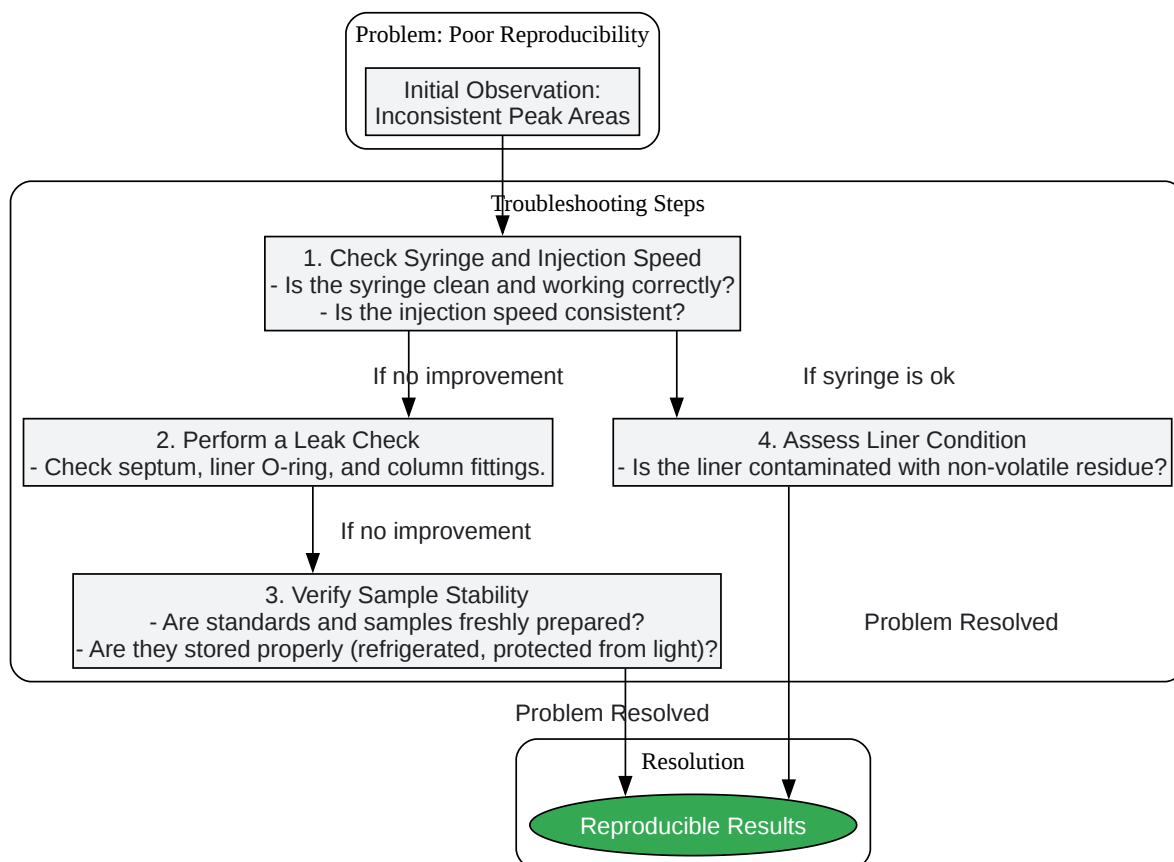 Problem: Poor Reproducibility
Initial Observation:
Inconsistent Peak Areas
Troubleshooting Steps
1. Check Syringe and Injection Speed
- Is the syringe clean and working correctly?
- Is the injection speed consistent?
If no improvement
If syringe is ok
2. Perform a Leak Check
- Check septum, liner O-ring, and column fittings.
4. Assess Liner Condition
- Is the liner contaminated with non-volatile residue?
If no improvement
3. Verify Sample Stability
- Are standards and samples freshly prepared?
- Are they stored properly (refrigerated, protected from light)?
Problem Resolved
Problem Resolved
Resolution
Reproducible Results